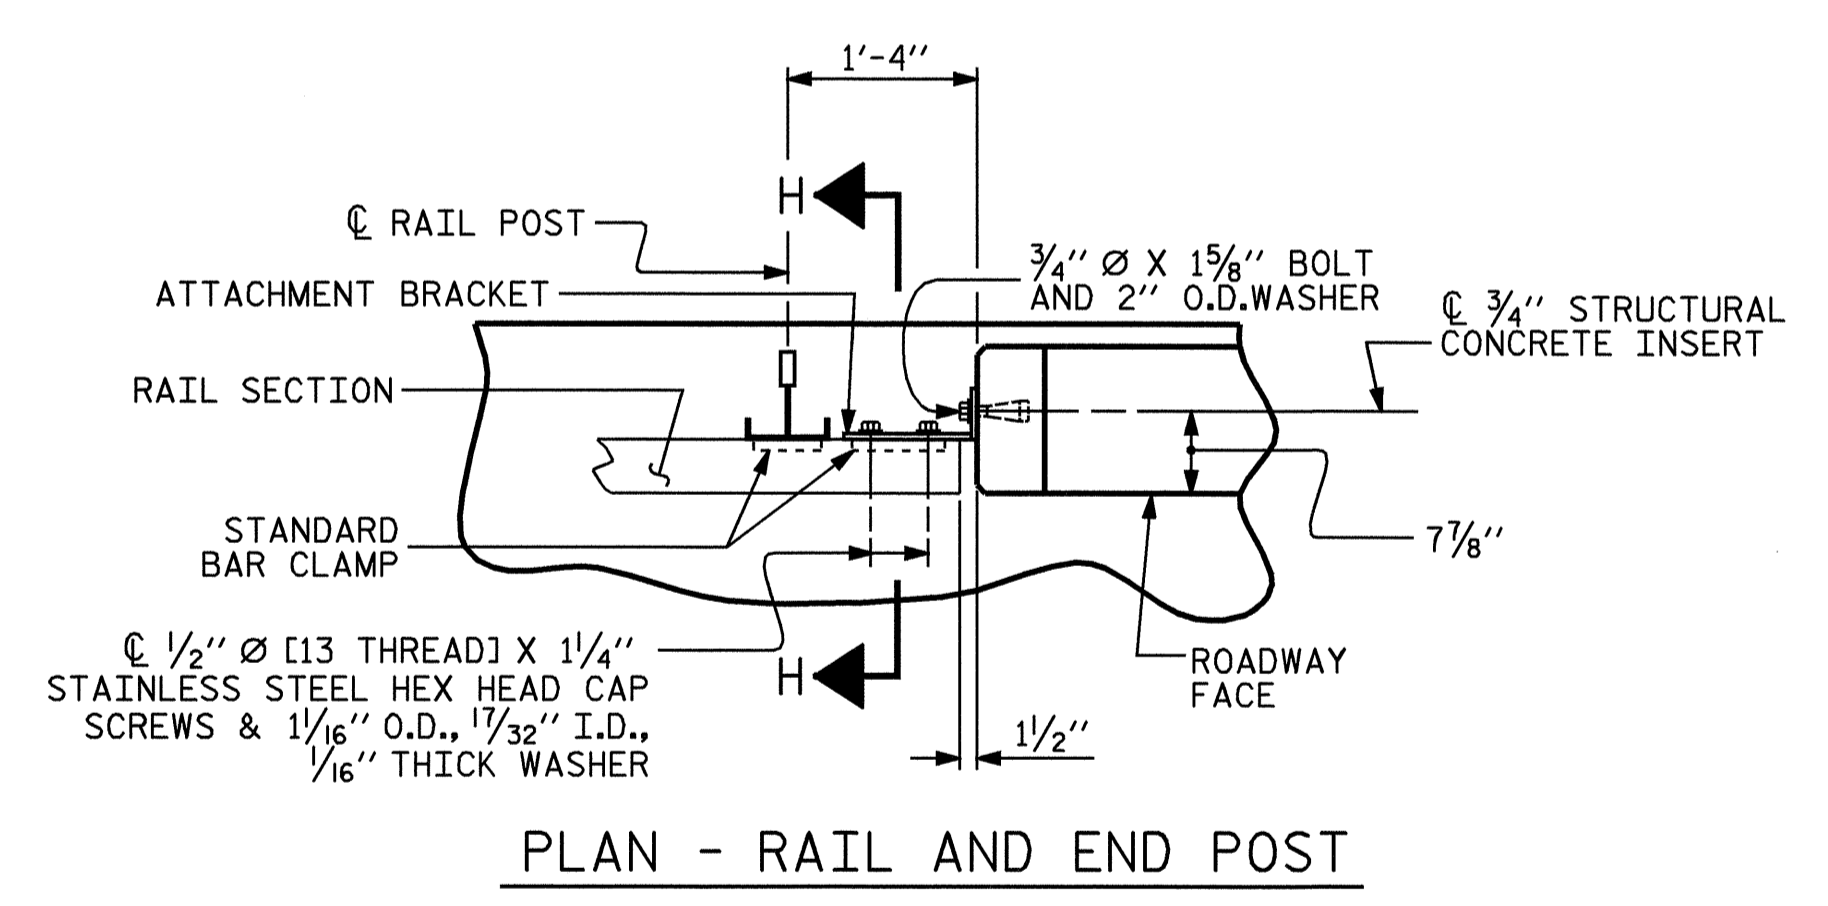 1'-4"
H
℄ RAIL POST
ATTACHMENT BRACKET
3/4" Ø X 1 5/8" BOLT
AND 2" O.D.WASHER
℄ 3/4" STRUCTURAL
CONCRETE INSERT
RAIL SECTION
STANDARD
BAR CLAMP
7 7/8"
℄ 1/2" Ø [13 THREAD] X 1 1/4"
STAINLESS STEEL HEX HEAD CAP
SCREWS & 1 1/16" O.D., 17/32" I.D.,
1/16" THICK WASHER
H
ROADWAY
FACE
1 1/2"
PLAN - RAIL AND END POST